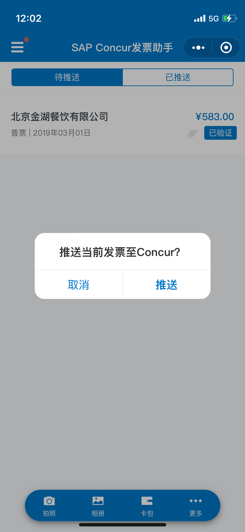 12:02
5G
SAP Concur发票助手
待推送
已推送
北京金湖餐饮有限公司
¥583.00
普票 | 2019年03月01日
已验证
推送当前发票至Concur?
取消
推送
拍照
相册
卡包
更多